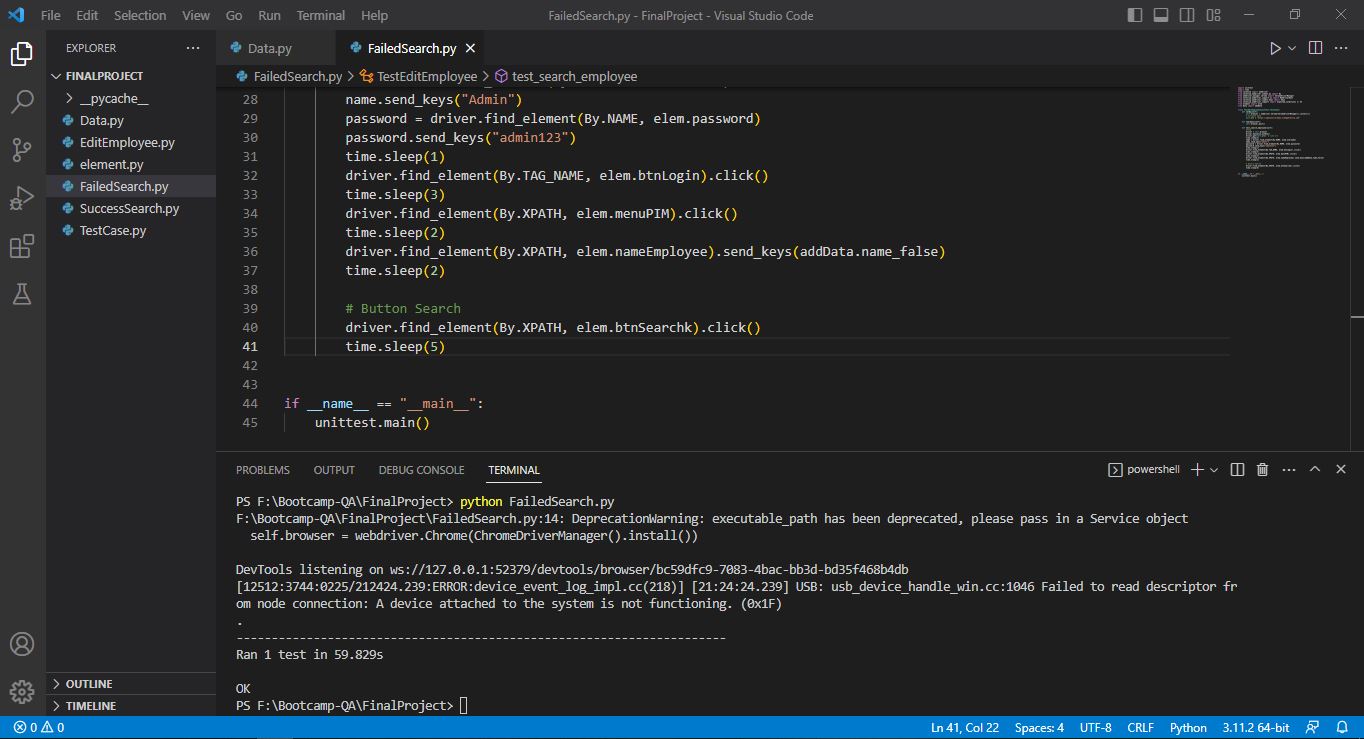 File Edit Selection View Go Run Terminal Help FailedSearch.py - FinalProject - Visual Studio Code
EXPLORER
FINALPROJECT
__pycache__
Data.py
EditEmployee.py
element.py
FailedSearch.py
SuccessSearch.py
TestCase.py
OUTLINE
TIMELINE
Data.py FailedSearch.py
FailedSearch.py > TestEditEmployee > test_search_employee
28 name.send_keys("Admin")
29 password = driver.find_element(By.NAME, elem.password)
30 password.send_keys("admin123")
31 time.sleep(1)
32 driver.find_element(By.TAG_NAME, elem.btnLogin).click()
33 time.sleep(3)
34 driver.find_element(By.XPATH, elem.menuPIM).click()
35 time.sleep(2)
36 driver.find_element(By.XPATH, elem.nameEmployee).send_keys(addData.name_false)
37 time.sleep(2)
38
39 # Button Search
40 driver.find_element(By.XPATH, elem.btnSearchk).click()
41 time.sleep(5)
42
43
44 if __name__ == "__main__":
45 unittest.main()
PROBLEMS OUTPUT DEBUG CONSOLE TERMINAL powershell
PS F:\Bootcamp-QA\FinalProject> python FailedSearch.py
F:\Bootcamp-QA\FinalProject\FailedSearch.py:14: DeprecationWarning: executable_path has been deprecated, please pass in a Service object
self.browser = webdriver.Chrome(ChromeDriverManager().install())
DevTools listening on ws://127.0.0.1:52379/devtools/browser/bc59dfc9-7083-4bac-bb3d-bd35f468b4db
[12512:3744:0225/212424.239:ERROR:device_event_log_impl.cc(218)] [21:24:24.239] USB: usb_device_handle_win.cc:1046 Failed to read descriptor fr
om node connection: A device attached to the system is not functioning. (0x1F)
.
----------------------------------------------------------------------
Ran 1 test in 59.829s
OK
PS F:\Bootcamp-QA\FinalProject>
0 0 Ln 41, Col 22 Spaces: 4 UTF-8 CRLF Python 3.11.2 64-bit